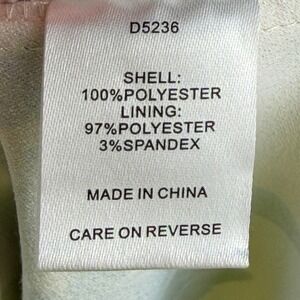 D5236
SHELL:
100%POLYESTER
LINING:
97%POLYESTER
3%SPANDEX
MADE IN CHINA
CARE ON REVERSE